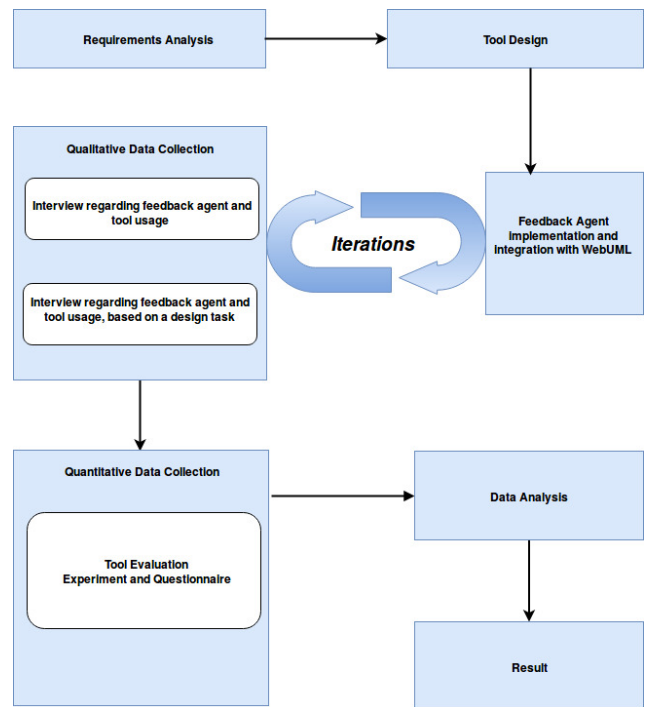 Requirements Analysis
Tool Design
Qualitative Data Collection
Interview regarding feedback agent and
tool usage
Interview regarding feedback agent and
tool usage, based on a design task
Iterations
Feedback Agent
implementation and
integration with WebUML
Quantitative Data Collection
Tool Evaluation
Experiment and Questionnaire
Data Analysis
Result